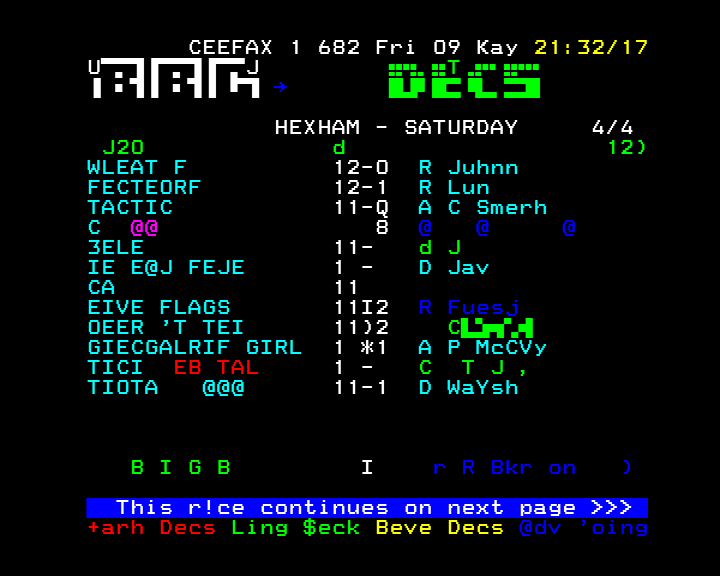 CEEFAX 1 682 Fri 09 Kay 21:32/17
U BBC J → DECS T
HEXHAM - SATURDAY 4/4
J2O d 12)
WLEAT F 12-O R Juhnn
FECTEORF 12-1 R Lun
TACTIC 11-Q A C Smerh
C @@ 8 @ @ @
3ELE 11- d J
IE E@J FEJE 1 - D Jav
CA 11
EIVE FLAGS 11I2 R Fuesj
OEER 'T TEI 11)2 C
GIECGALRIF GIRL 1 *1 A P McCVy
TICI EB TAL 1 - C T J ,
TIOTA @@@ 11-1 D WaYsh
B I G B I r R Bkr on )
This r!ce continues on next page >>>
+arh Decs Ling $eck Beve Decs @dv 'oing